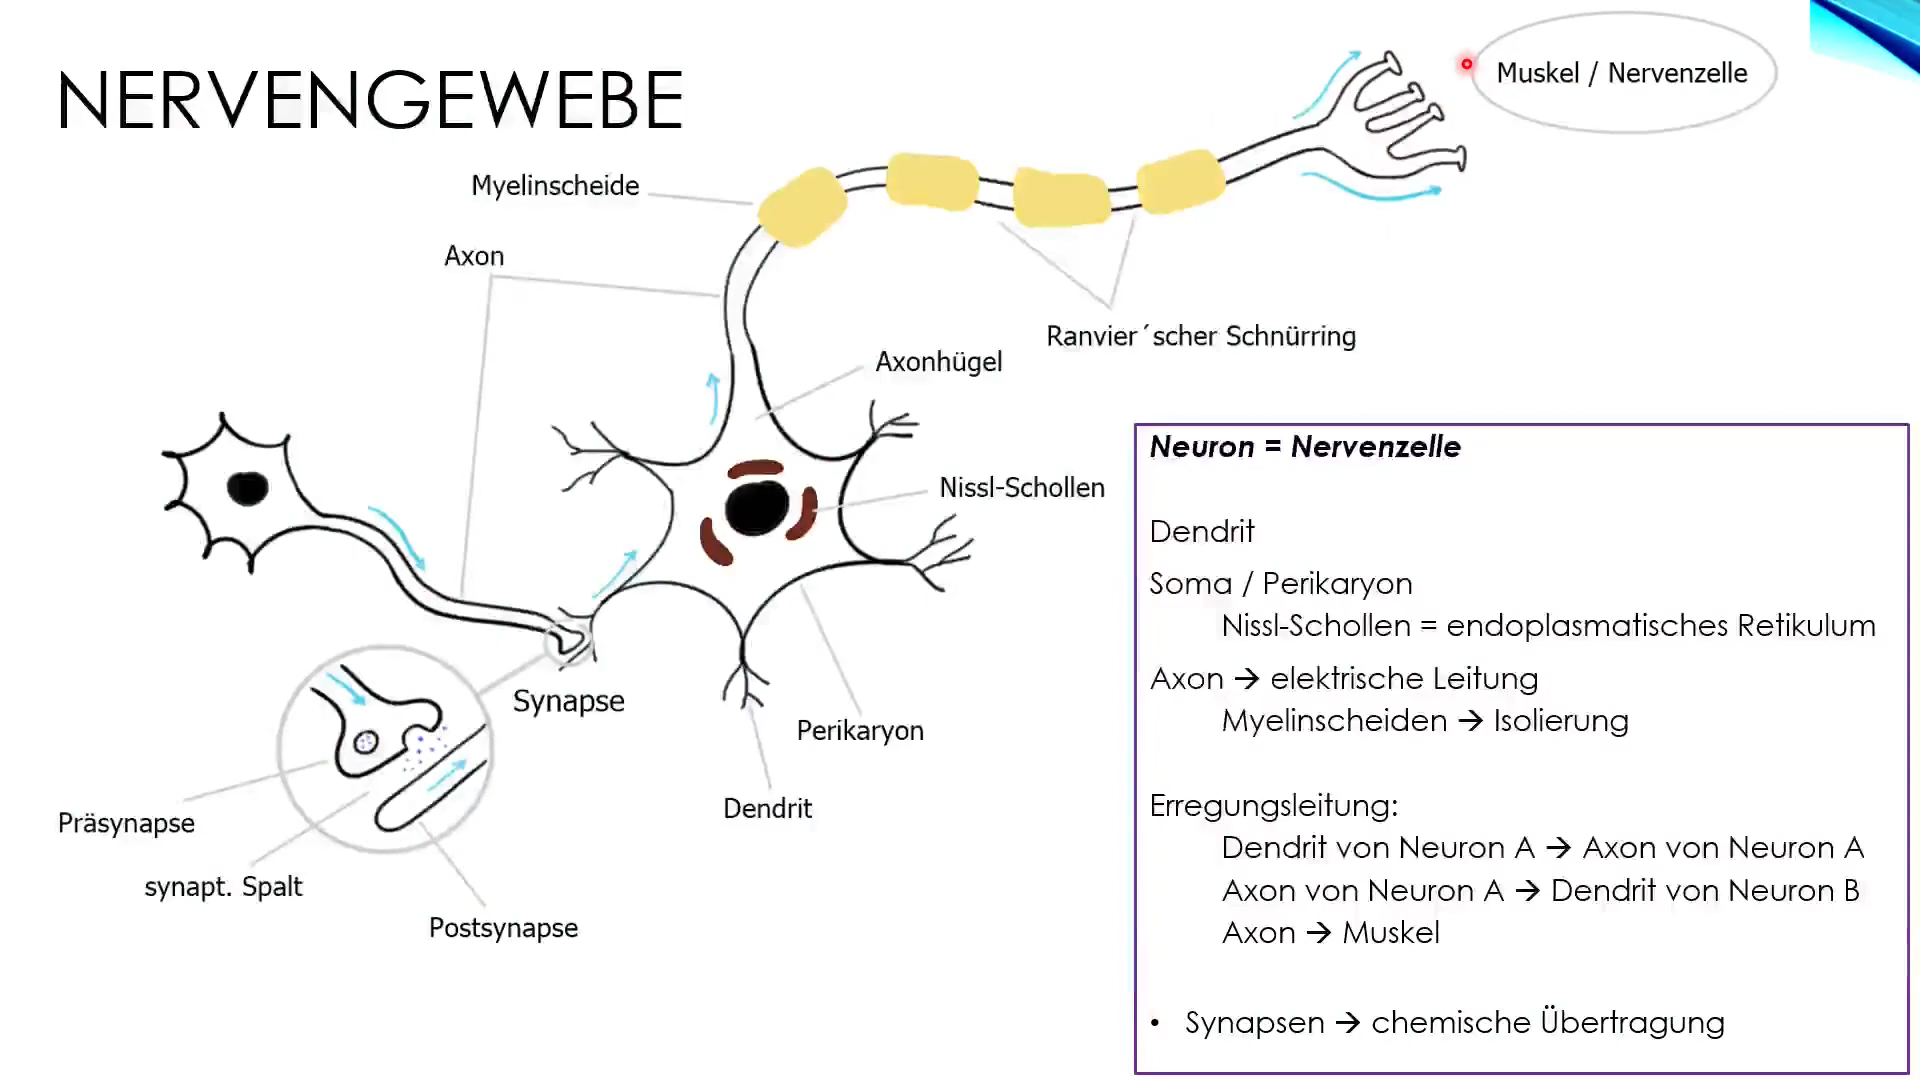 NERVENGEWEBE
Muskel / Nervenzelle
Myelinscheide
Axon
Ranvier´scher Schnürring
Axonhügel
Nissl-Schollen
Synapse
Perikaryon
Dendrit
Präsynapse
synapt. Spalt
Postsynapse
Neuron = Nervenzelle
Dendrit
Soma / Perikaryon
Nissl-Schollen = endoplasmatisches Retikulum
Axon → elektrische Leitung
Myelinscheiden → Isolierung
Erregungsleitung:
Dendrit von Neuron A → Axon von Neuron A
Axon von Neuron A → Dendrit von Neuron B
Axon → Muskel
• Synapsen → chemische Übertragung